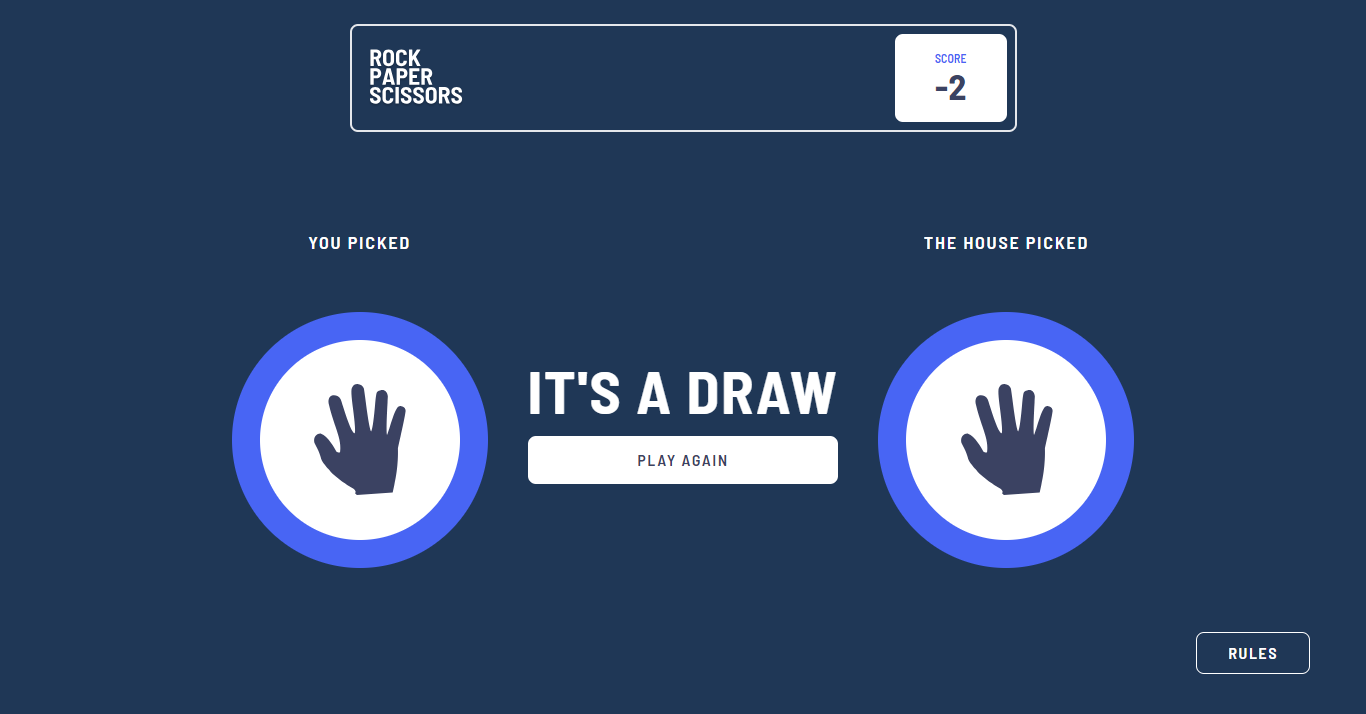 ROCK
PAPER
SCISSORS
SCORE
-2
YOU PICKED
THE HOUSE PICKED
IT'S A DRAW
PLAY AGAIN
RULES